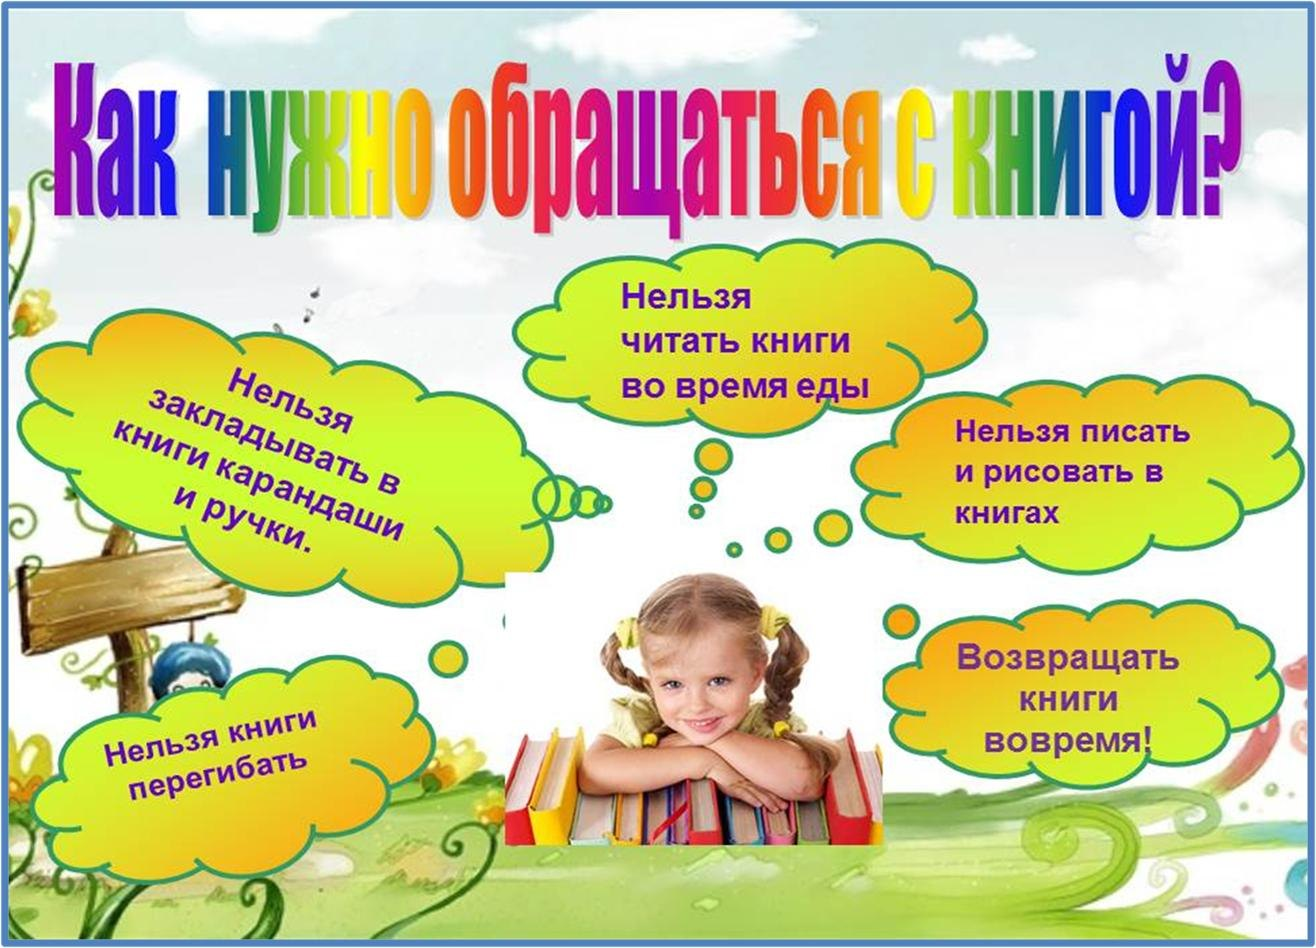 Как нужно обращаться с книгой?
Нельзя
читать книги
во время еды
Нельзя
закладывать в
книги карандаши
и ручки.
Нельзя писать
и рисовать в
книгах
Нельзя книги
перегибать
Возвращать
книги
вовремя!